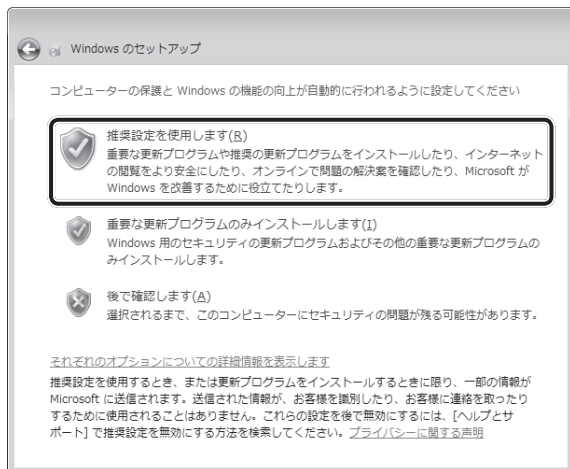 Windows のセットアップ
コンピューターの保護と Windows の機能の向上が自動的に行われるように設定してください
推奨設定を使用します(R)
重要な更新プログラムや推奨の更新プログラムをインストールしたり、インターネット
の閲覧をより安全にしたり、オンラインで問題の解決案を確認したり、Microsoft が
Windows を改善するために役立てたりします。
重要な更新プログラムのみインストールします(I)
Windows 用のセキュリティの更新プログラムおよびその他の重要な更新プログラムの
みインストールします。
後で確認します(A)
選択されるまで、このコンピューターにセキュリティの問題が残る可能性があります。
それぞれのオプションについての詳細情報を表示します
推奨設定を使用するとき、または更新プログラムをインストールするときに限り、一部の情報が
Microsoft に送信されます。送信された情報が、お客様を識別したり、お客様に連絡を取ったり
するために使用されることはありません。これらの設定を後で無効にするには、[ヘルプとサ
ポート] で推奨設定を無効にする方法を検索してください。プライバシーに関する声明